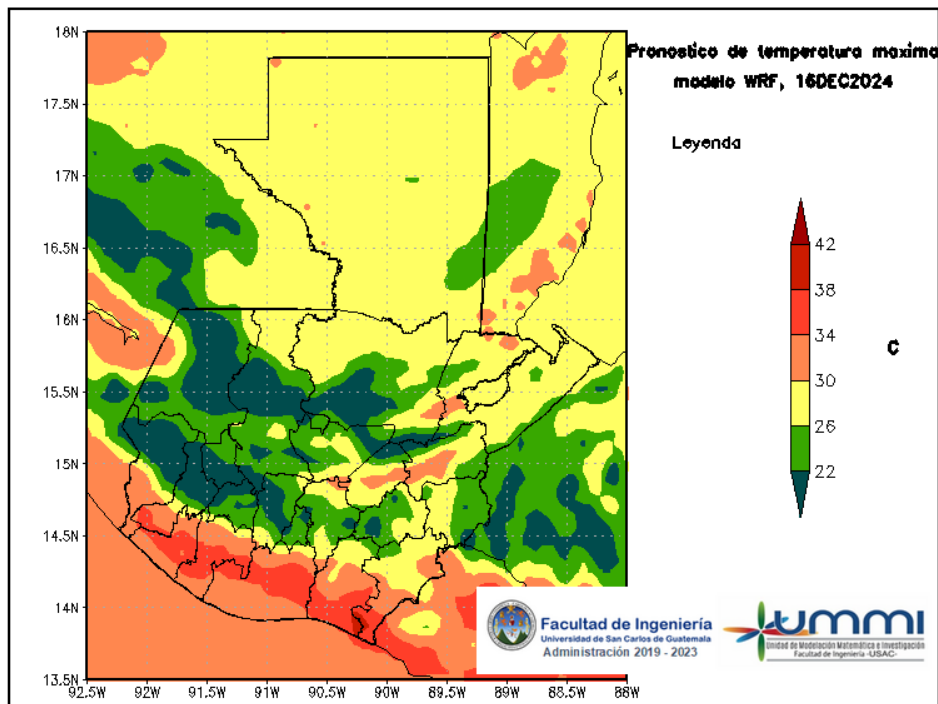 Pronostico de temperatura maxima
modelo WRF, 16DEC2024
Leyenda
42
38
34
30
26
22
C
18N
17.5N
17N
16.5N
16N
15.5N
15N
14.5N
14N
13.5N
92.5W
92W
91.5W
91W
90.5W
90W
89.5W
89W
88.5W
88W
Facultad de Ingeniería
Universidad de San Carlos de Guatemala
Administración 2019 - 2023
UMMI
Unidad de Modelación Matemática e Investigación
Facultad de Ingeniería -USAC-